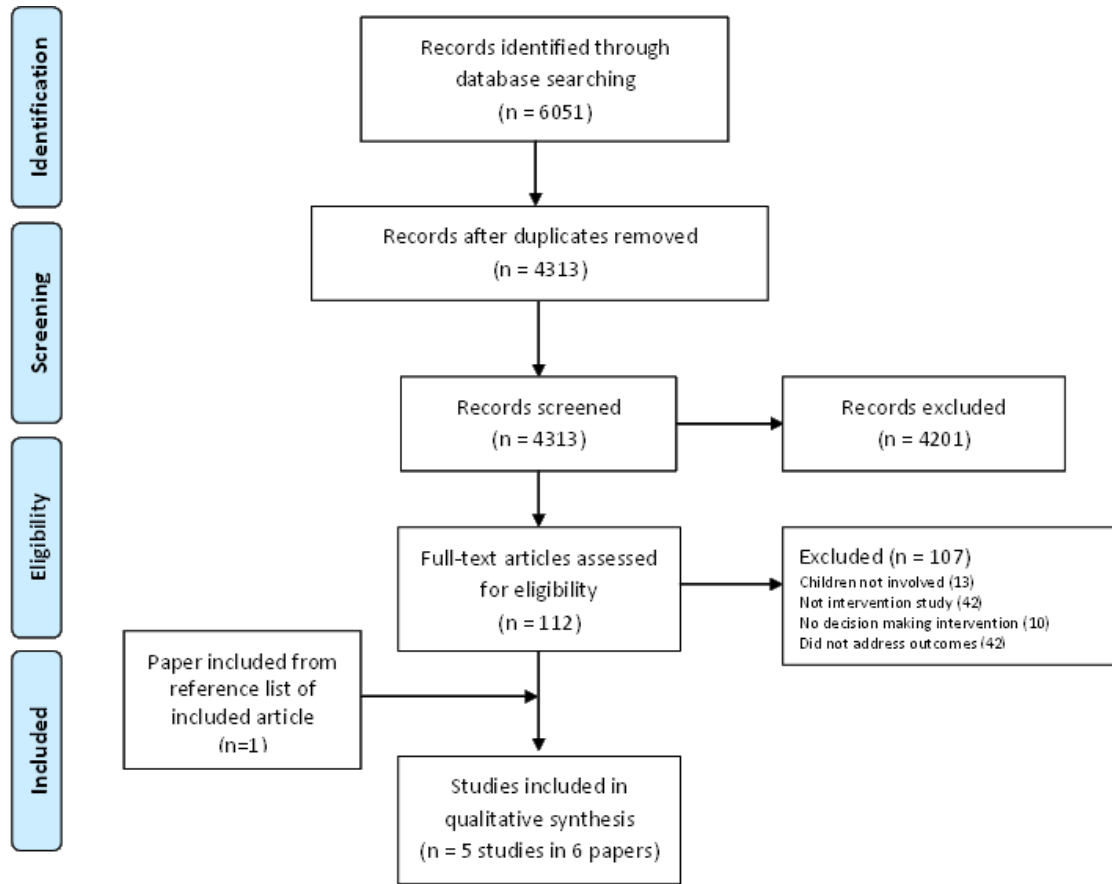 Identification
Records identified through
database searching
(n = 6051)
Records after duplicates removed
(n = 4313)
Screening
Records screened
(n = 4313)
Records excluded
(n = 4201)
Eligibility
Full-text articles assessed
for eligibility
(n = 112)
Excluded (n = 107)
Children not involved (13)
Not intervention study (42)
No decision making intervention (10)
Did not address outcomes (42)
Paper included from
reference list of
included article
(n=1)
Included
Studies included in
qualitative synthesis
(n = 5 studies in 6 papers)